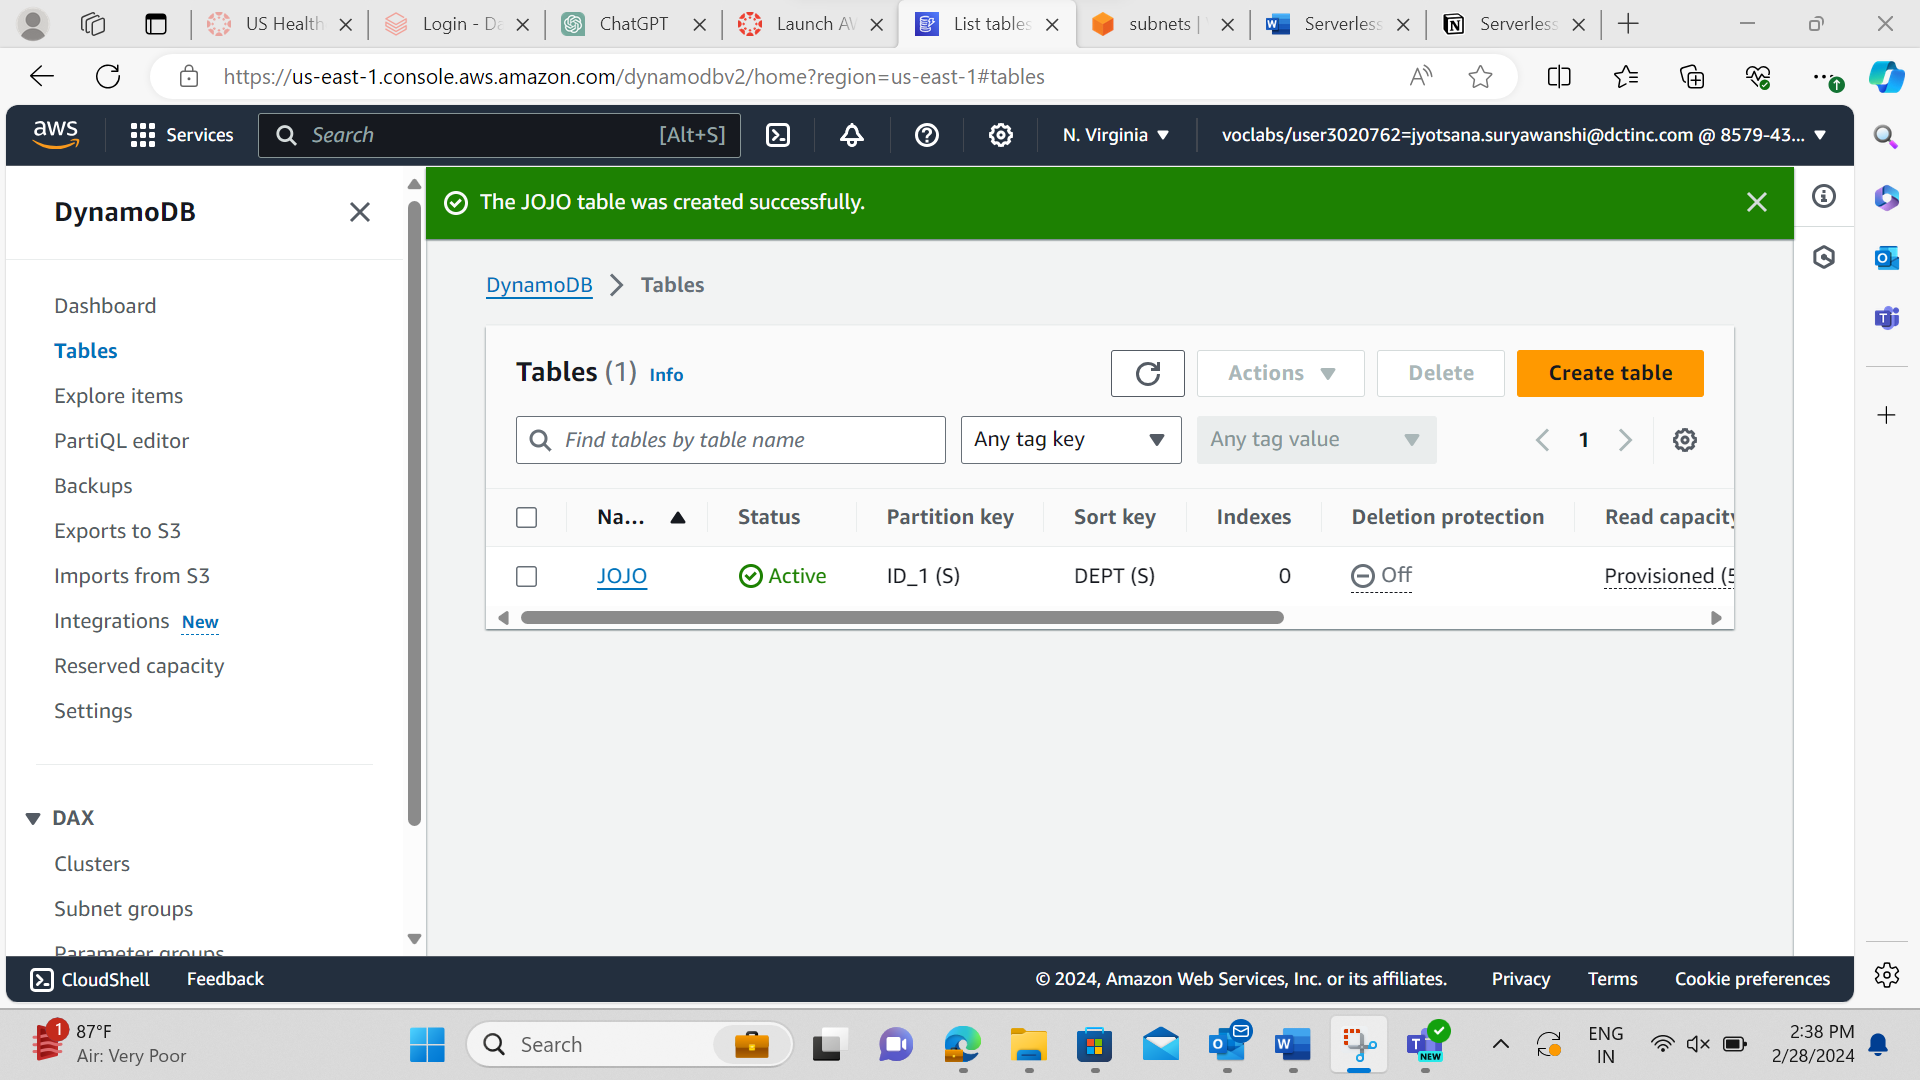 US Health
Login - Da
ChatGPT
Launch AV
List tables
subnets |
Serverless
Serverless
https://us-east-1.console.aws.amazon.com/dynamodbv2/home?region=us-east-1#tables
aws
Services
Search
[Alt+S]
N. Virginia
voclabs/user3020762=jyotsana.suryawanshi@dctinc.com @ 8579-43...
DynamoDB
The JOJO table was created successfully.
Dashboard
Tables
Explore items
PartiQL editor
Backups
Exports to S3
Imports from S3
Integrations New
Reserved capacity
Settings
DAX
Clusters
Subnet groups
Parameter groups
DynamoDB > Tables
Tables (1) Info
Actions
Delete
Create table
Find tables by table name
Any tag key
Any tag value
1
Na... Status Partition key Sort key Indexes Deletion protection Read capacity
JOJO Active ID_1 (S) DEPT (S) 0 Off Provisioned (5
CloudShell
Feedback
© 2024, Amazon Web Services, Inc. or its affiliates.
Privacy
Terms
Cookie preferences
1
87°F
Air: Very Poor
Search
NEW
ENG
IN
2:38 PM
2/28/2024